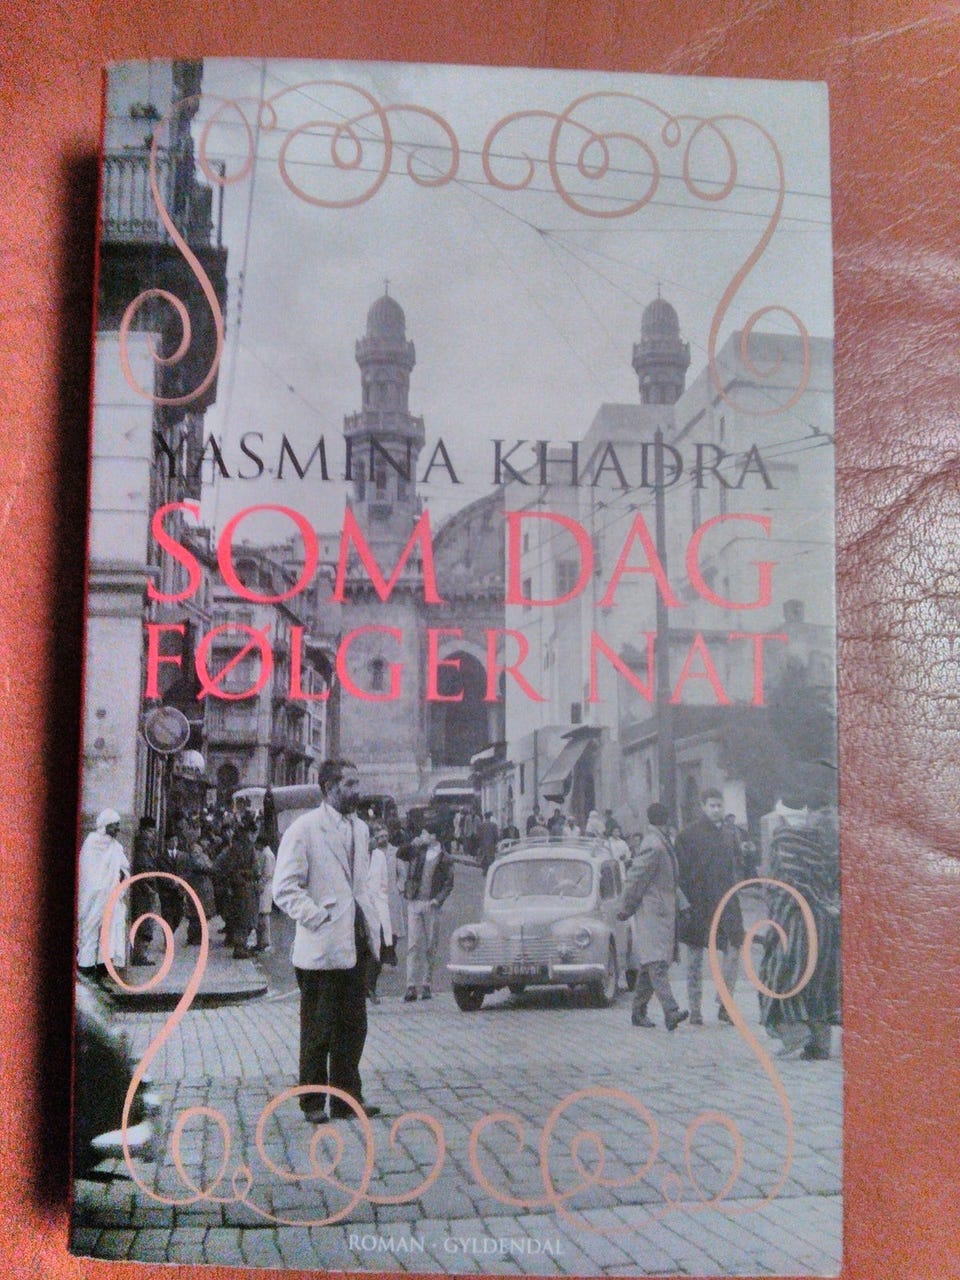 YASMINA KHADRA
SOM DAG
FØLGER NAT
ROMAN · GYLDENDAL